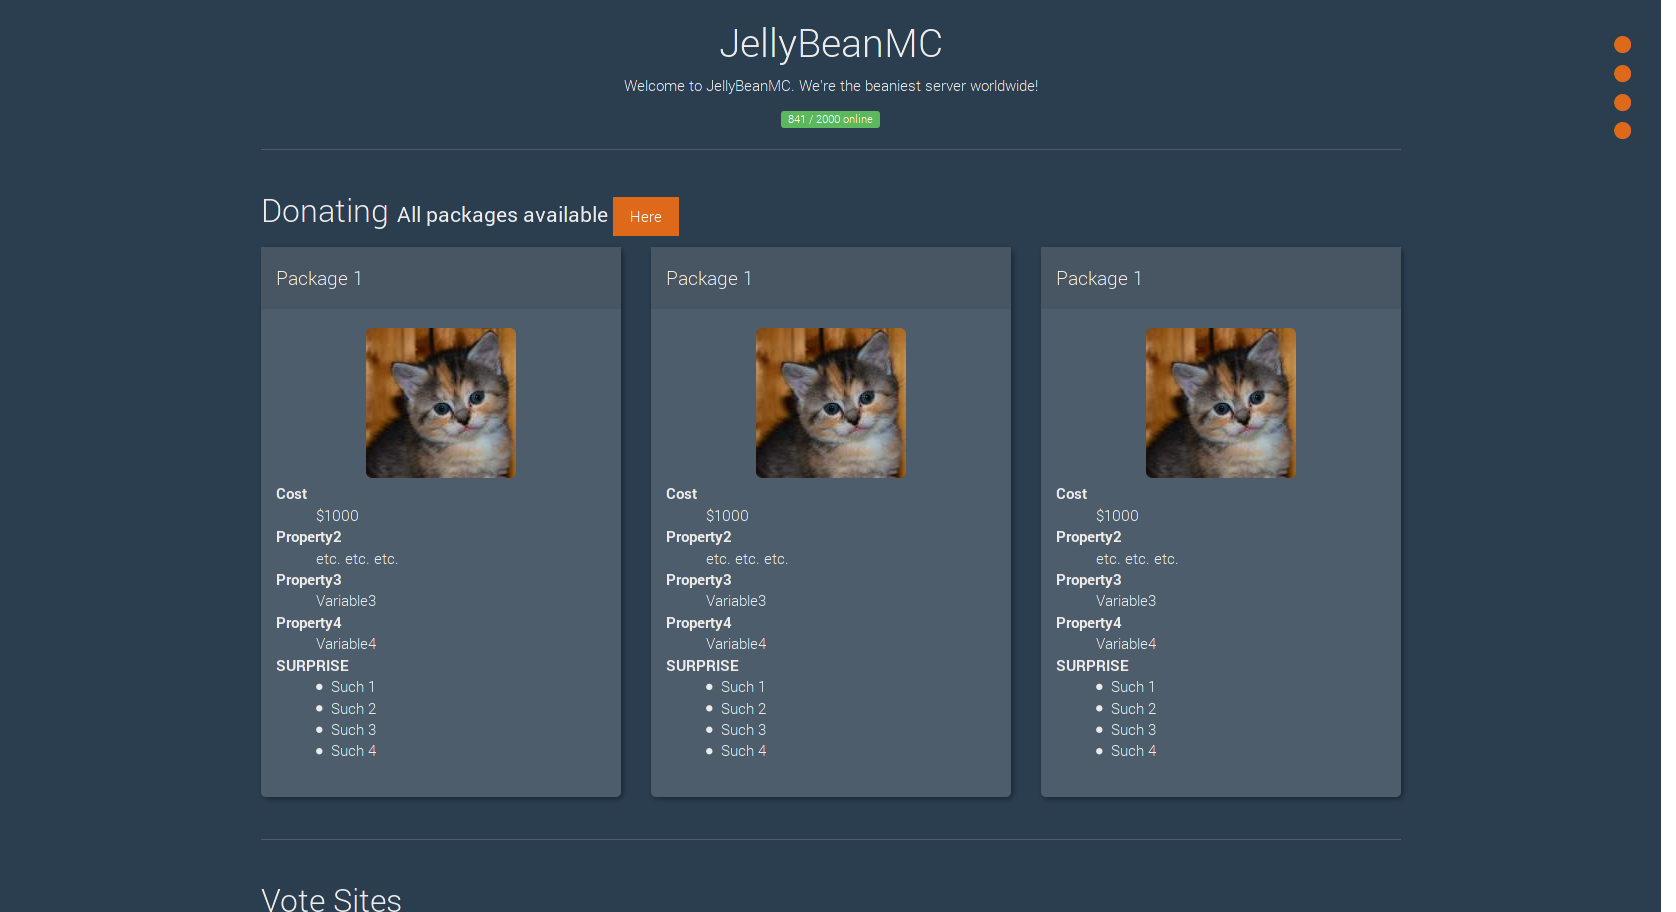 JellyBeanMC
Welcome to JellyBeanMC. We're the beaniest server worldwide!
841 / 2000 online
Donating All packages available Here
Package 1
Cost
$1000
Property2
etc. etc. etc.
Property3
Variable3
Property4
Variable4
SURPRISE
Such 1
Such 2
Such 3
Such 4
Package 1
Cost
$1000
Property2
etc. etc. etc.
Property3
Variable3
Property4
Variable4
SURPRISE
Such 1
Such 2
Such 3
Such 4
Package 1
Cost
$1000
Property2
etc. etc. etc.
Property3
Variable3
Property4
Variable4
SURPRISE
Such 1
Such 2
Such 3
Such 4
Vote Sites